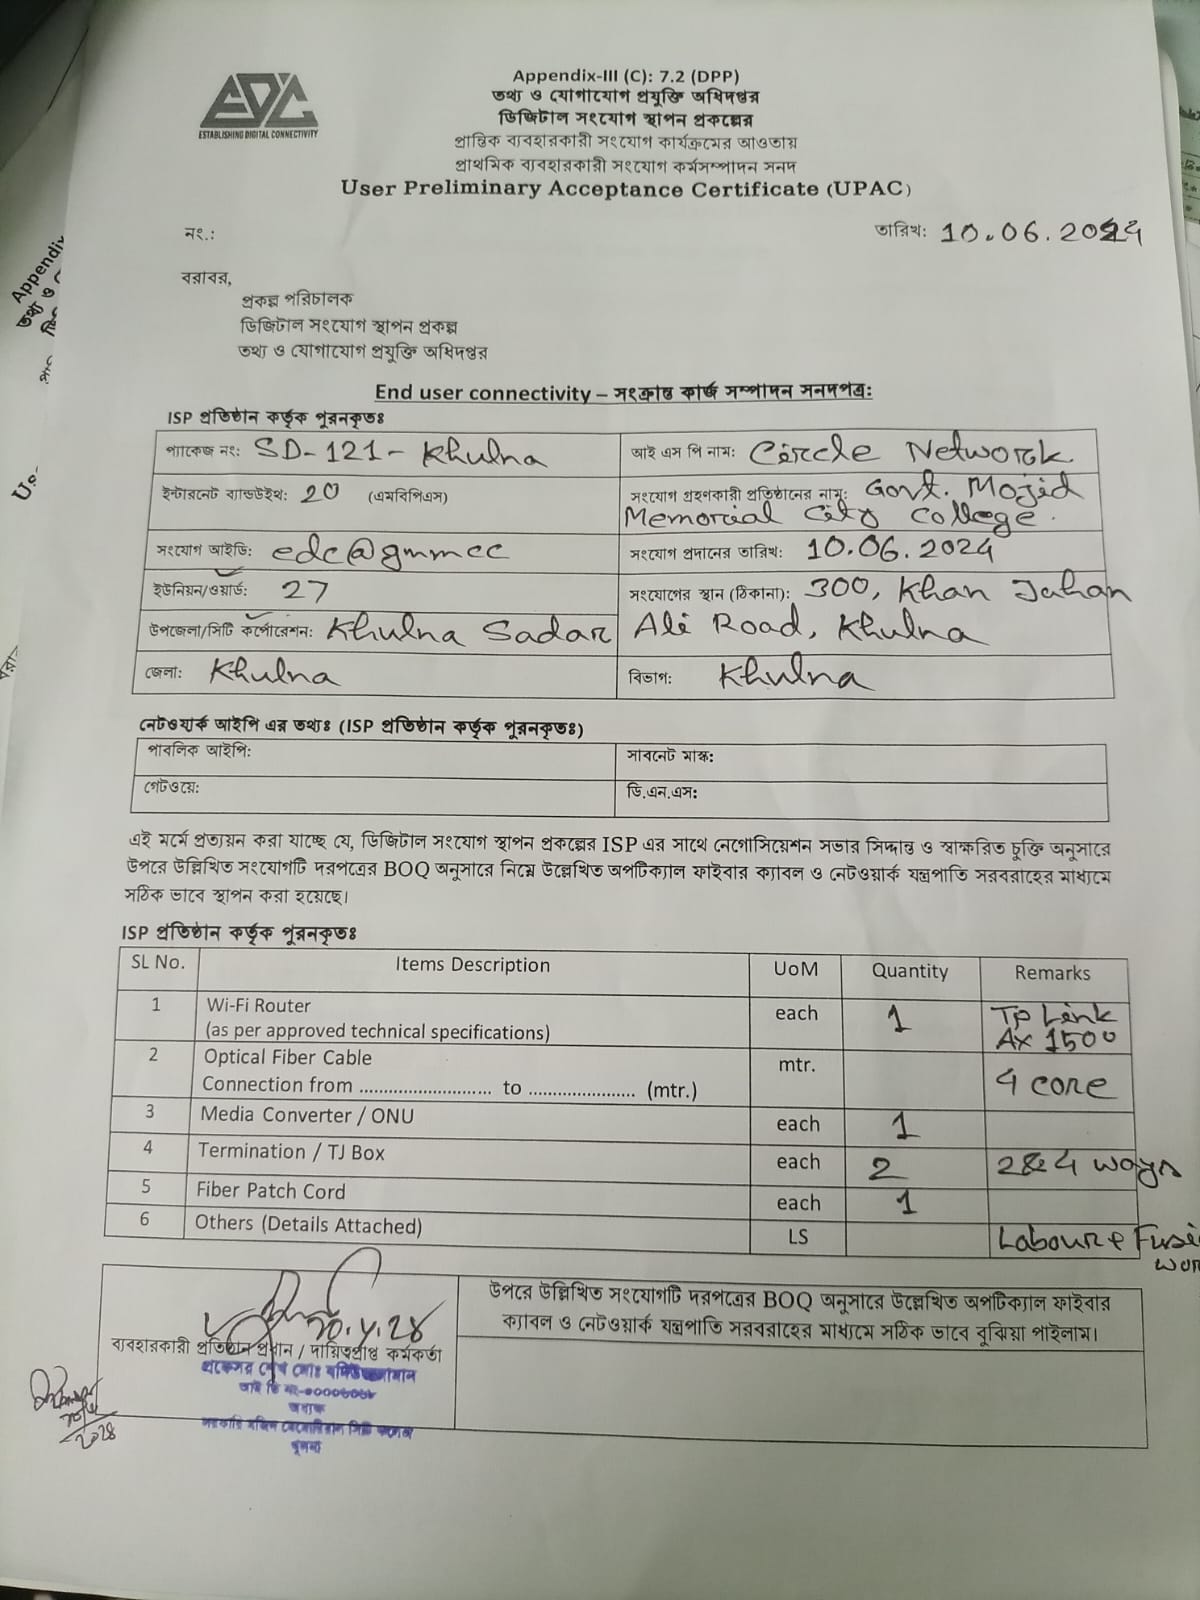 EDC
ESTABLISHING DIGITAL CONNECTIVITY
Appendix-III (C): 7.2 (DPP)
তথ্য ও যোগাযোগ প্রযুক্তি অধিদপ্তর
ডিজিটাল সংযোগ স্থাপন প্রকল্পের
প্রান্তিক ব্যবহারকারী সংযোগ কার্যক্রমের আওতায়
প্রাথমিক ব্যবহারকারী সংযোগ কর্মসম্পাদন সনদ
User Preliminary Acceptance Certificate (UPAC)
নং.: তারিখ: 10.06.2024
বরাবর,
প্রকল্প পরিচালক
ডিজিটাল সংযোগ স্থাপন প্রকল্প
তথ্য ও যোগাযোগ প্রযুক্তি অধিদপ্তর
End user connectivity – সংক্রান্ত কার্জ সম্পাদন সনদপত্র:
ISP প্রতিষ্ঠান কর্তৃক পূরনকৃতঃ
প্যাকেজ নং: SD-121-Khulna আই এস পি নাম: Circle Network
ইন্টারনেট ব্যান্ডউইথ: 20 (এমবিপিএস) সংযোগ গ্রহণকারী প্রতিষ্ঠানের নাম: Govt. Mojid
Memorial City College.
সংযোগ আইডি: edc@gmmcc সংযোগ প্রদানের তারিখ: 10.06.2024
ইউনিয়ন/ওয়ার্ড: 27 সংযোগের স্থান (ঠিকানা): 300, Khan Jahan
উপজেলা/সিটি কর্পোরেশন: Khulna Sadar Ali Road, Khulna
জেলা: Khulna বিভাগ: Khulna
নেটওয়ার্ক আইপি এর তথ্যঃ (ISP প্রতিষ্ঠান কর্তৃক পূরনকৃতঃ)
পাবলিক আইপি: সাবনেট মাস্ক:
গেটওয়ে: ডি.এন.এস:
এই মর্মে প্রত্যয়ন করা যাচ্ছে যে, ডিজিটাল সংযোগ স্থাপন প্রকল্পের ISP এর সাথে নেগোসিয়েশন সভার সিদ্দান্ত ও স্বাক্ষরিত চুক্তি অনুসারে
উপরে উল্লিখিত সংযোগটি দরপত্রের BOQ অনুসারে নিম্নে উল্লেখিত অপটিক্যাল ফাইবার ক্যাবল ও নেটওয়ার্ক যন্ত্রপাতি সরবরাহের মাধ্যমে
সঠিক ভাবে স্থাপন করা হয়েছে।
ISP প্রতিষ্ঠান কর্তৃক পূরনকৃতঃ
SL No. Items Description UoM Quantity Remarks
1 Wi-Fi Router each 1 TP Link
(as per approved technical specifications) AX 1500
2 Optical Fiber Cable mtr. 4 core
Connection from ............................ to ....................... (mtr.)
3 Media Converter / ONU each 1
4 Termination / TJ Box each 2 2&4 ways
5 Fiber Patch Cord each 1
6 Others (Details Attached) LS Labour &
উপরে উল্লিখিত সংযোগটি দরপত্রের BOQ অনুসারে উল্লেখিত অপটিক্যাল ফাইবার
ক্যাবল ও নেটওয়ার্ক যন্ত্রপাতি সরবরাহের মাধ্যমে সঠিক ভাবে বুঝিয়া পাইলাম।
ব্যবহারকারী প্রতিষ্ঠান প্রধান / দায়িত্বপ্রাপ্ত কর্মকর্তা
অধ্যক্ষ
সরকারি মজিদ মেমোরিয়াল সিটি কলেজ
খুলনা